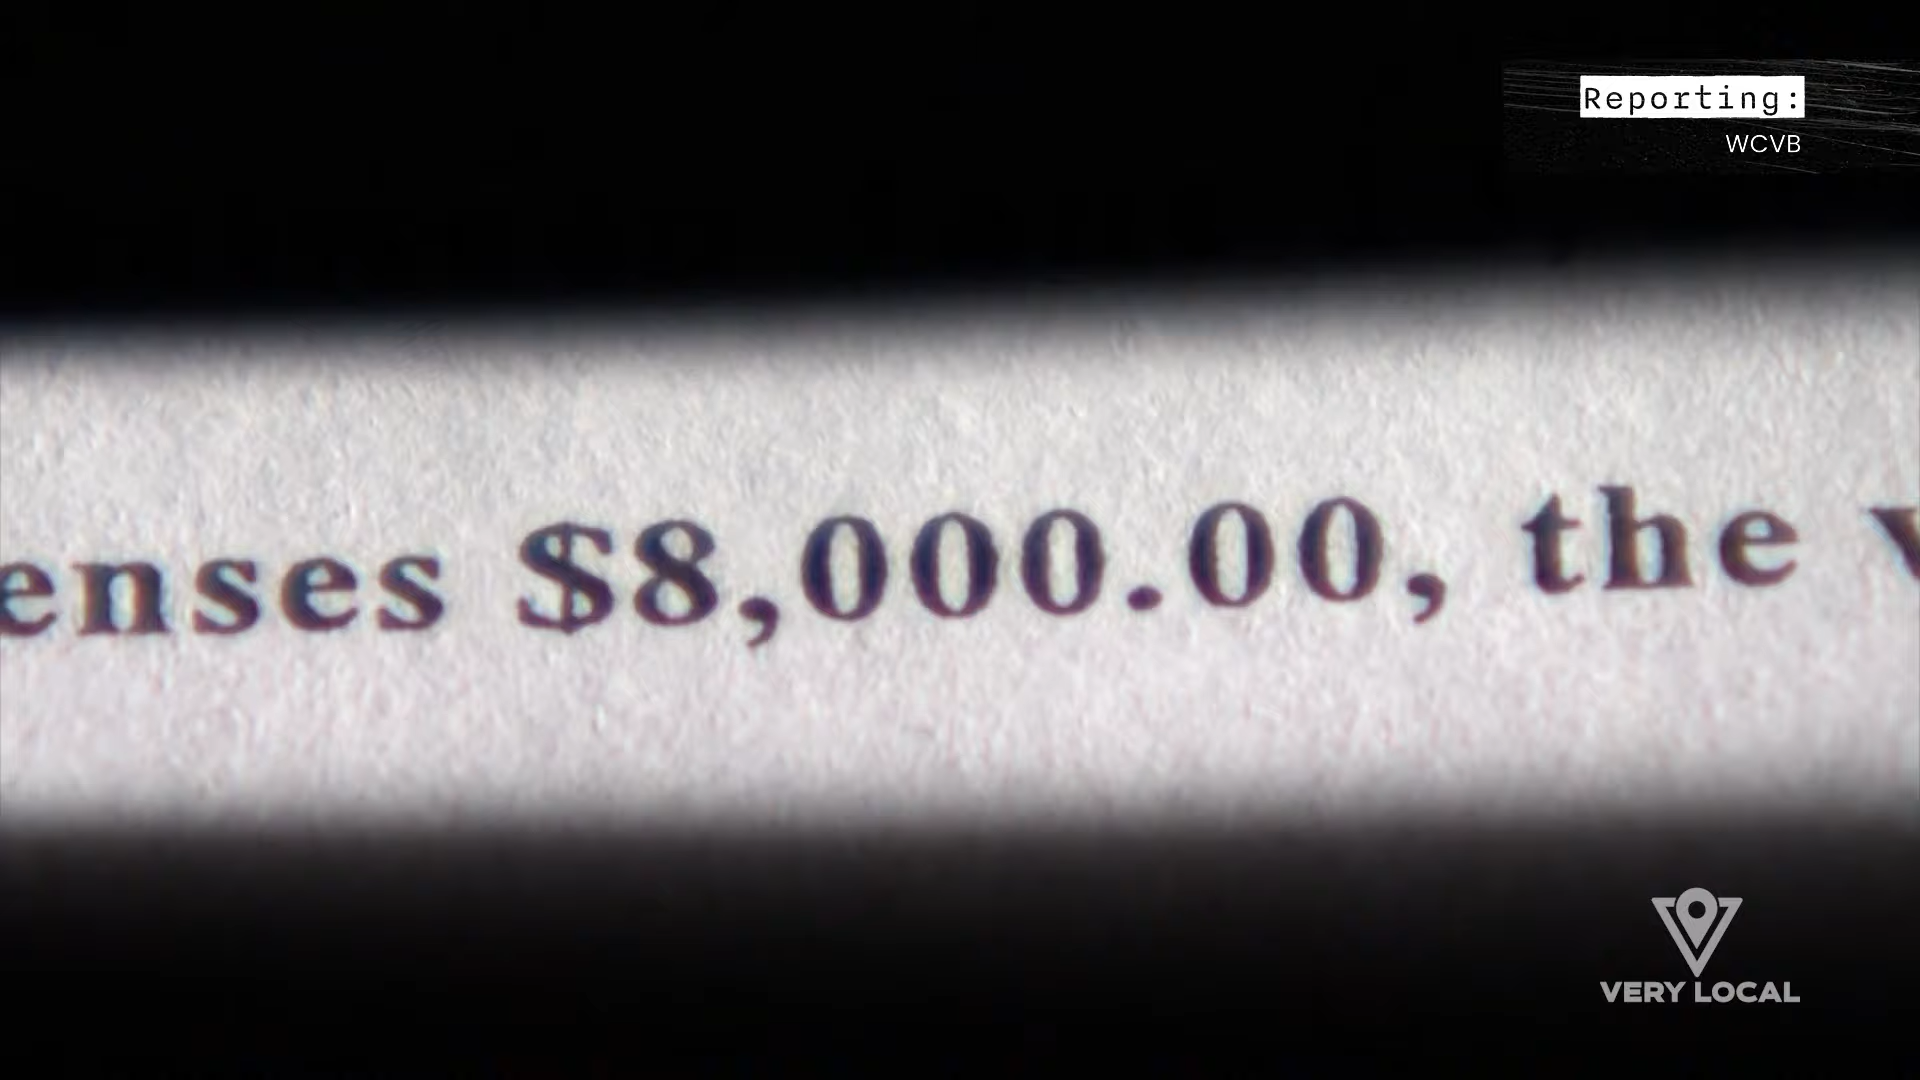 Reporting:
WCVB
enses $8,000.00, the v
VERY LOCAL